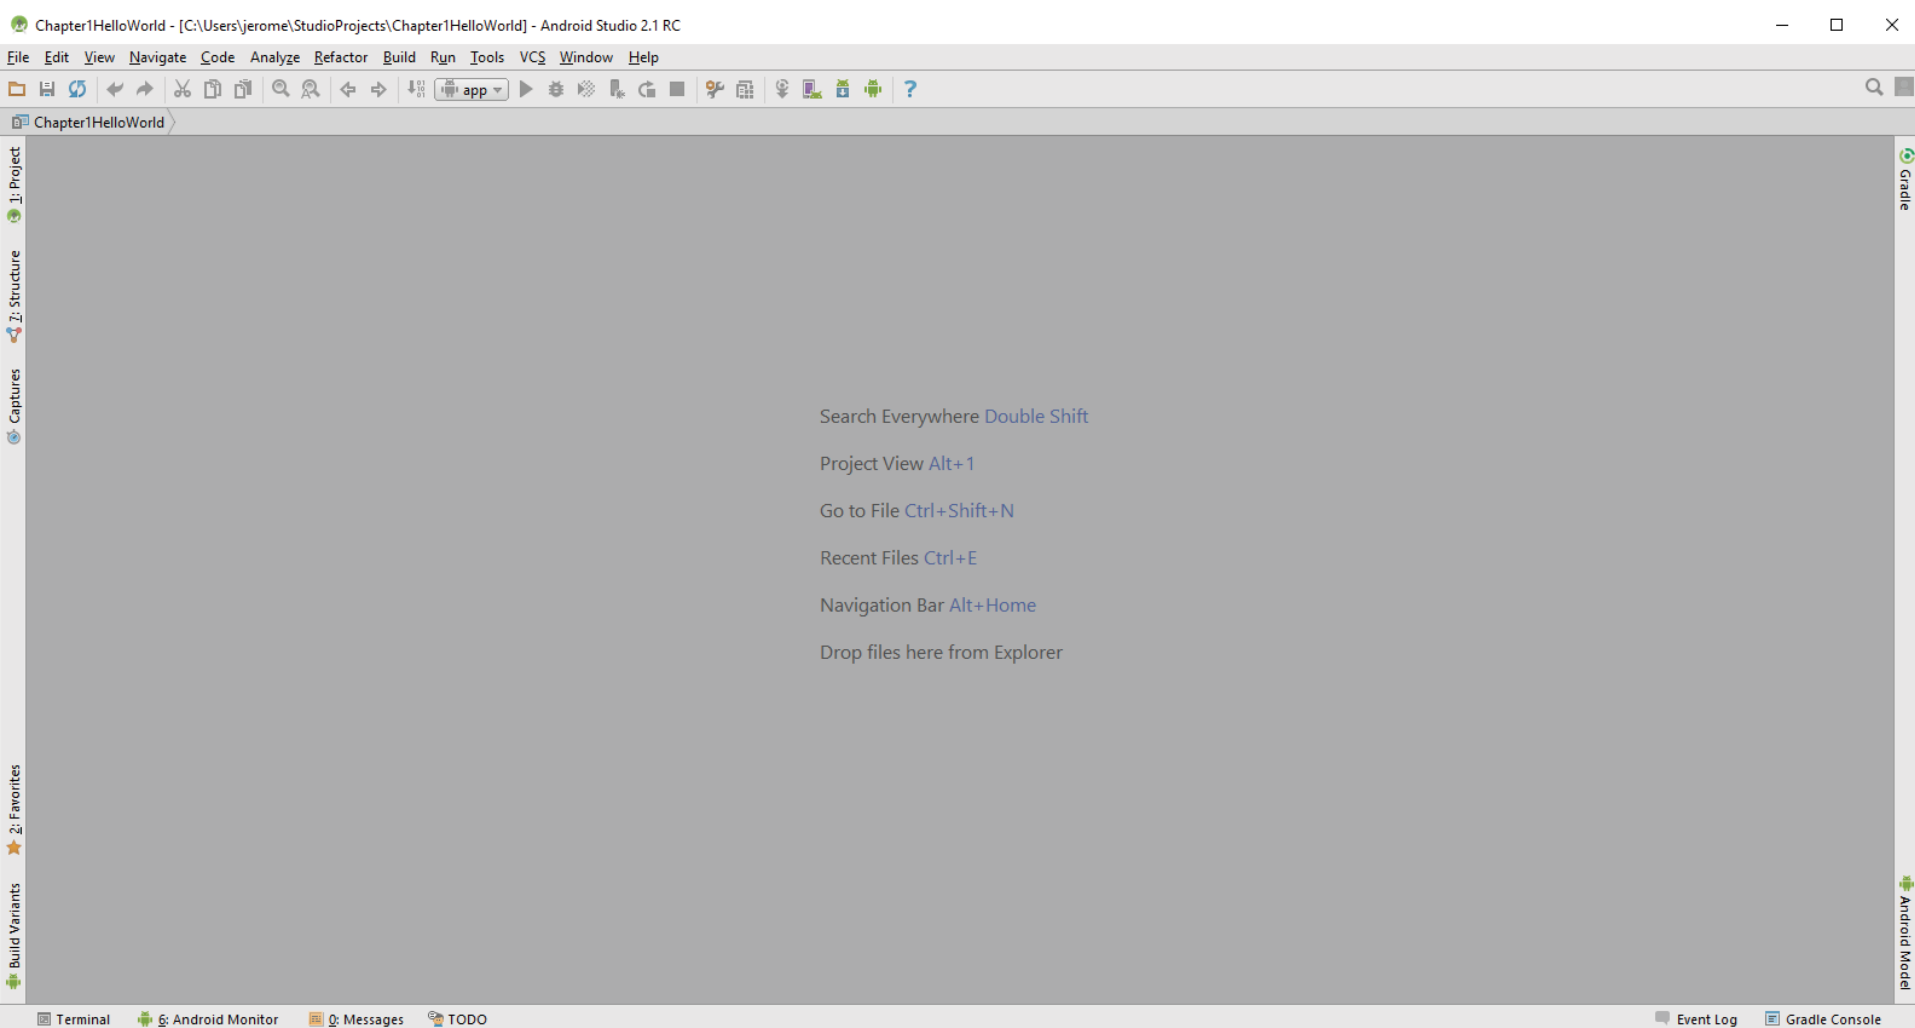 Chapter1HelloWorld - [C:\Users\jerome\StudioProjects\Chapter1HelloWorld] - Android Studio 2.1 RC
File Edit View Navigate Code Analyze Refactor Build Run Tools VCS Window Help
app
Chapter1HelloWorld
1: Project
7: Structure
Captures
2: Favorites
Build Variants
Search Everywhere Double Shift
Project View Alt+1
Go to File Ctrl+Shift+N
Recent Files Ctrl+E
Navigation Bar Alt+Home
Drop files here from Explorer
Gradle
Android Model
Terminal 6: Android Monitor 0: Messages TODO Event Log Gradle Console